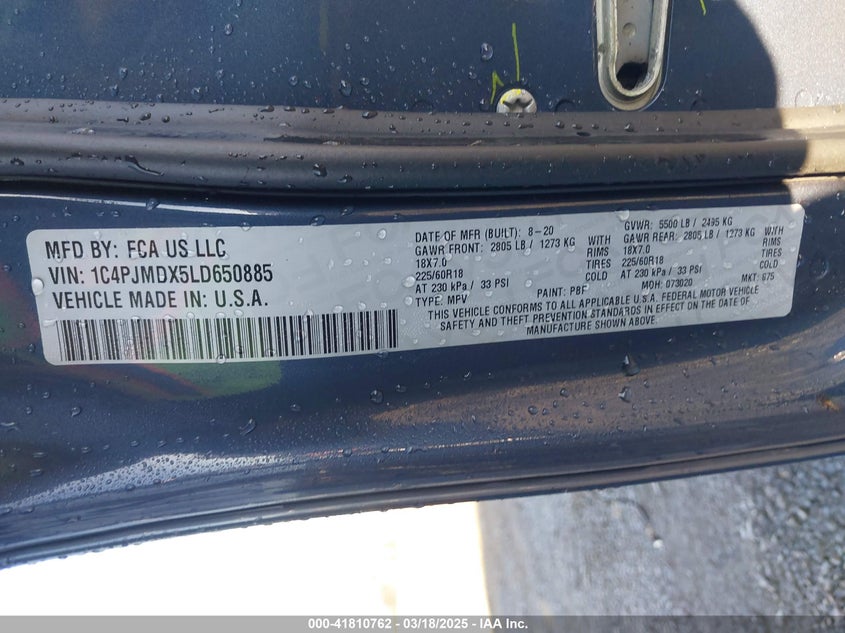 MFD BY: FCA US LLC
VIN: 1C4PJMDX5LD650885
VEHICLE MADE IN: U.S.A.
DATE OF MFR (BUILT): 8-20
GVWR: 5500 LB / 2495 KG
GAWR FRONT: 2805 LB / 1273 KG WITH
GAWR REAR: 2805 LB / 1273 KG WITH
18X7.0 RIMS
18X7.0 RIMS
225/60R18 TIRES
225/60R18 TIRES
AT 230 kPa / 33 PSI COLD
AT 230 kPa / 33 PSI COLD
TYPE: MPV PAINT: PBF MOH: 073020 MKT: 675
THIS VEHICLE CONFORMS TO ALL APPLICABLE U.S.A. FEDERAL MOTOR VEHICLE
SAFETY AND THEFT PREVENTION STANDARDS IN EFFECT ON THE DATE OF
MANUFACTURE SHOWN ABOVE.
000-41810762 - 03/18/2025 - IAA Inc.